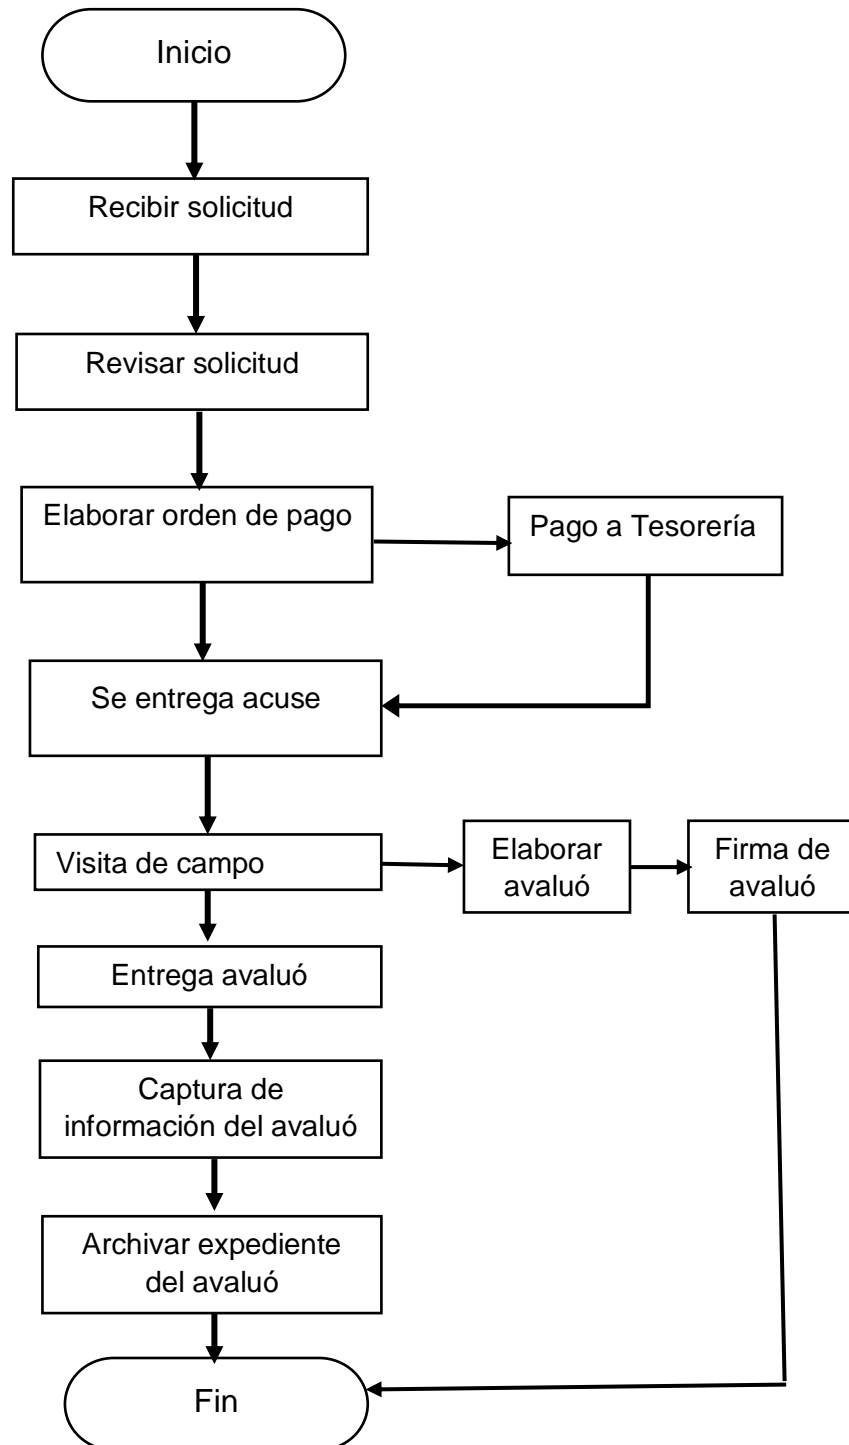 Inicio
Recibir solicitud
Revisar solicitud
Elaborar orden de pago
Pago a Tesorería
Se entrega acuse
Visita de campo
Elaborar
avaluó
Firma de
avaluó
Entrega avaluó
Captura de
información del avaluó
Archivar expediente
del avaluó
Fin